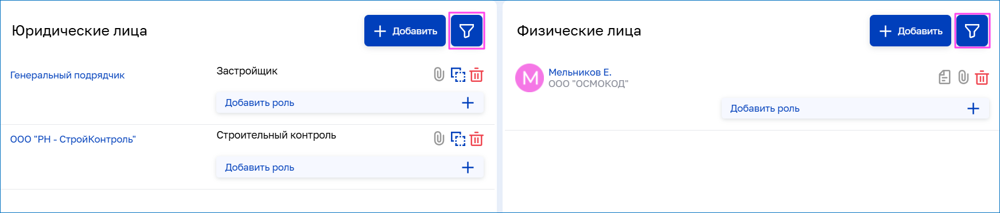 Юридические лица
Добавить
Генеральный подрядчик
Застройщик
Добавить роль
ООО "РН - СтройКонтроль"
Строительный контроль
Добавить роль
Физические лица
Добавить
М
Мельников Е.
ООО "ОСМОКОД"
Добавить роль